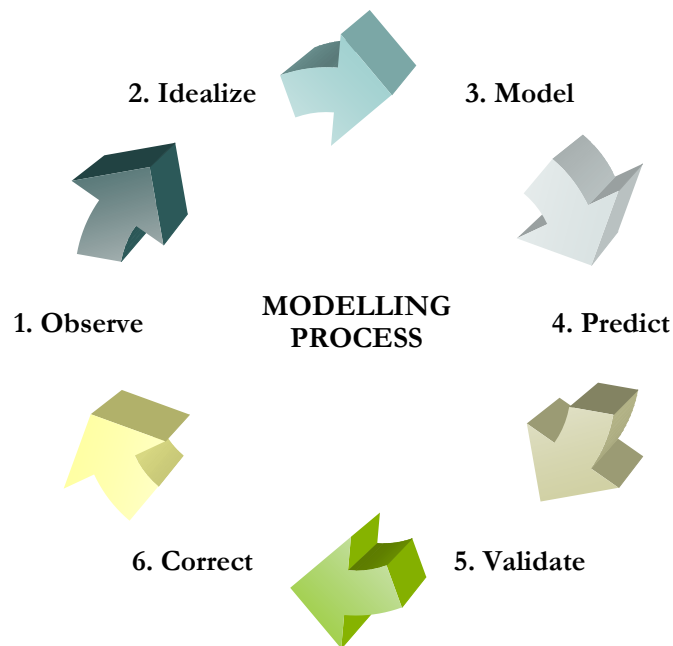 2. Idealize
3. Model
1. Observe
MODELLING
PROCESS
4. Predict
6. Correct
5. Validate